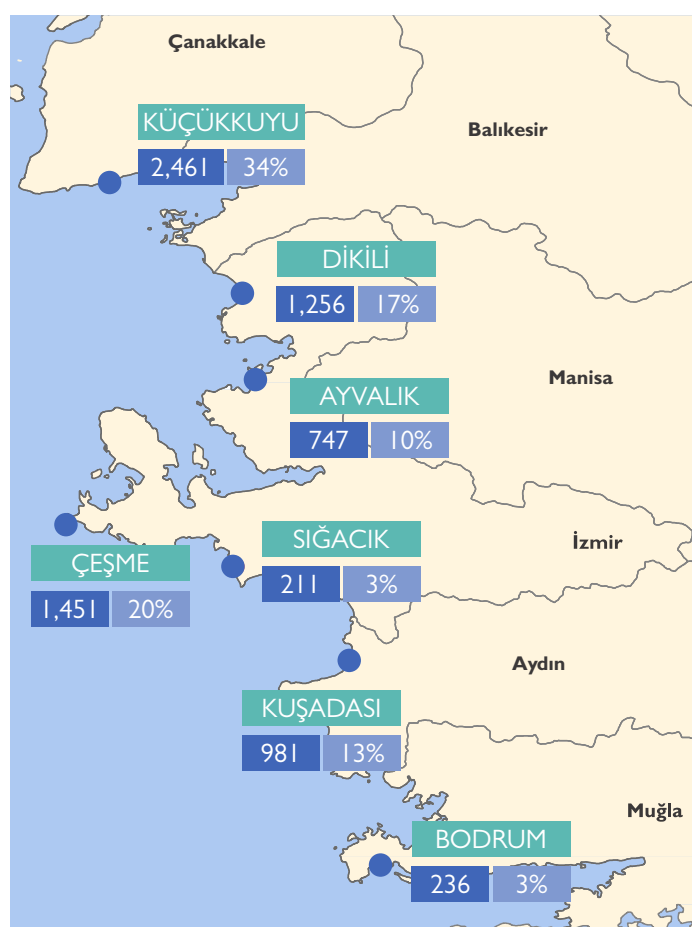 Çanakkale
KÜÇÜKKUYU
2,461 34%
Balıkesir
DİKİLİ
1,256 17%
Manisa
AYVALIK
747 10%
SIĞACIK
211 3%
İzmir
ÇEŞME
1,451 20%
Aydın
KUŞADASI
981 13%
Muğla
BODRUM
236 3%